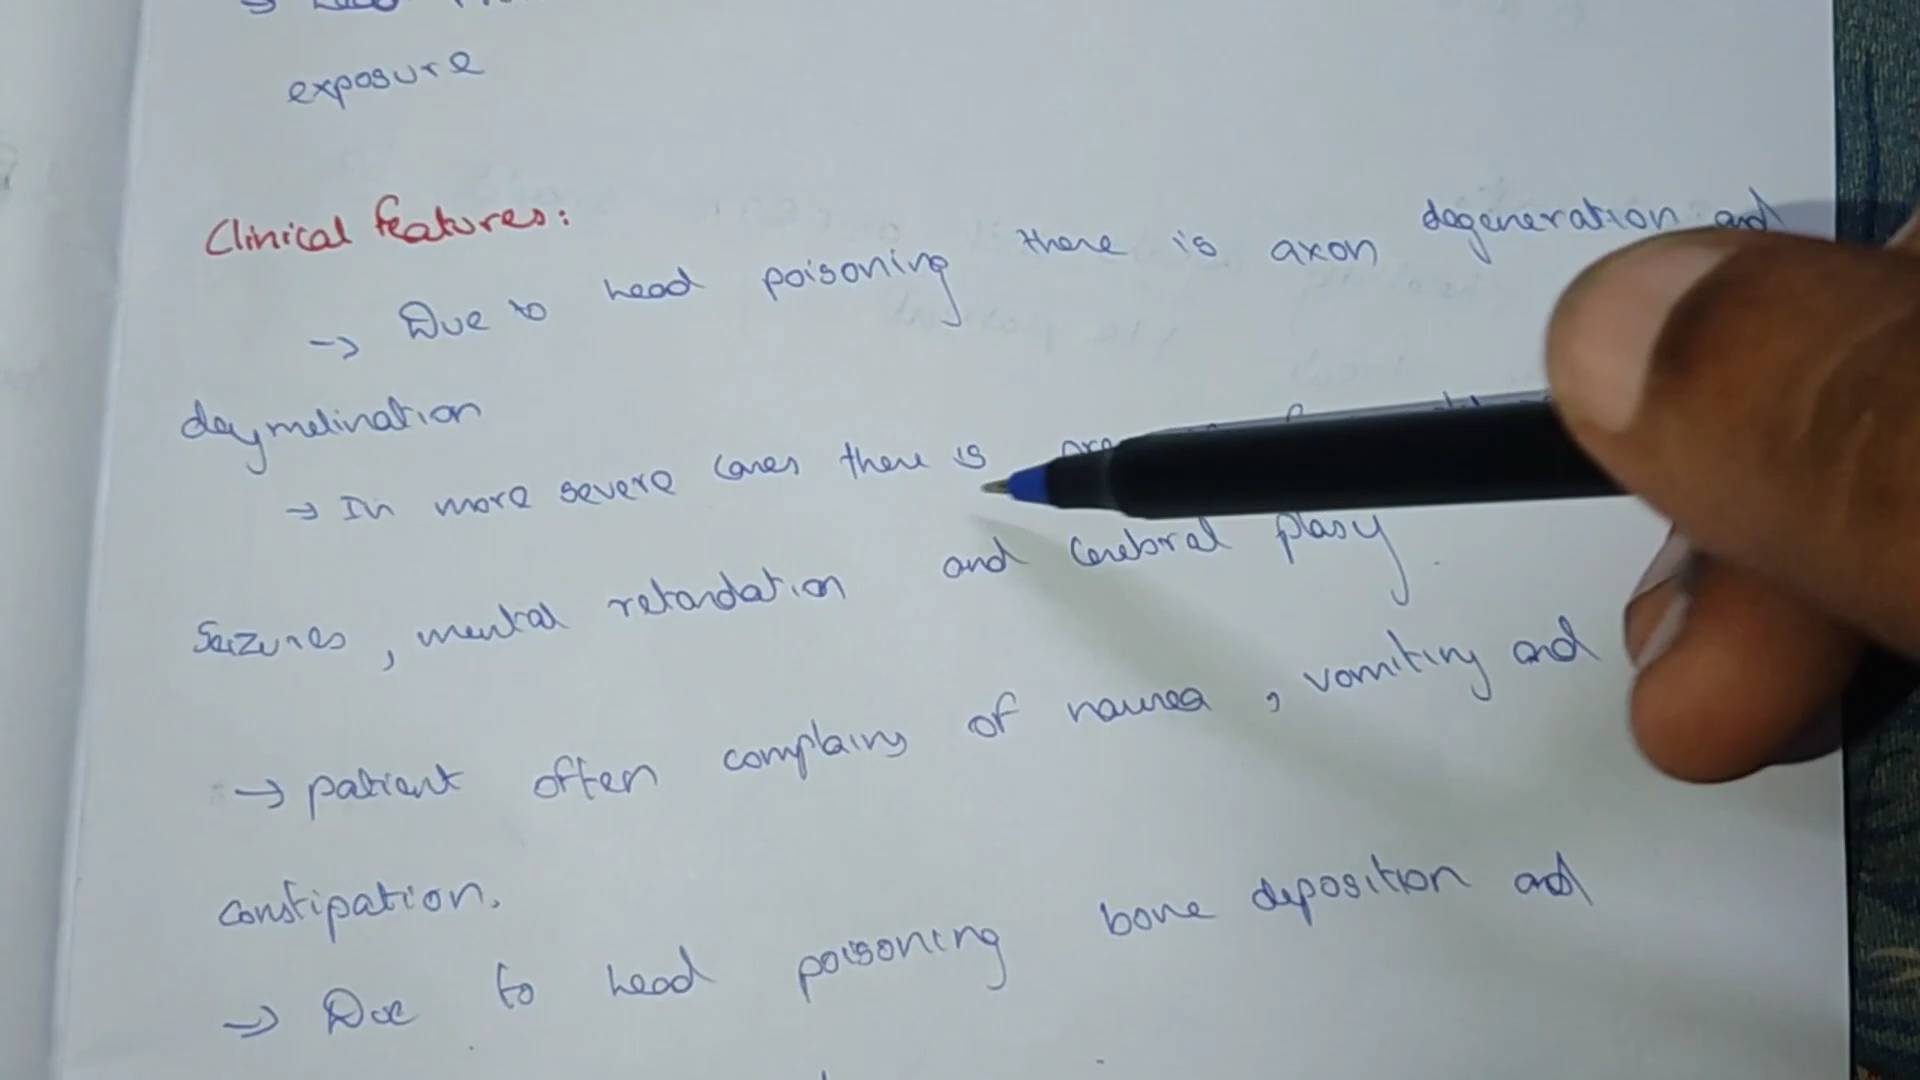 exposure
Clinical features:
→ Due to lead poisoning there is axon degeneration and
deymelination
→ In more severe cases there is
Seizures, mental retardation and cerebral plasy
→ patient often complains of nausea, vomiting and
constipation.
→ Due to lead poisoning bone deposition and